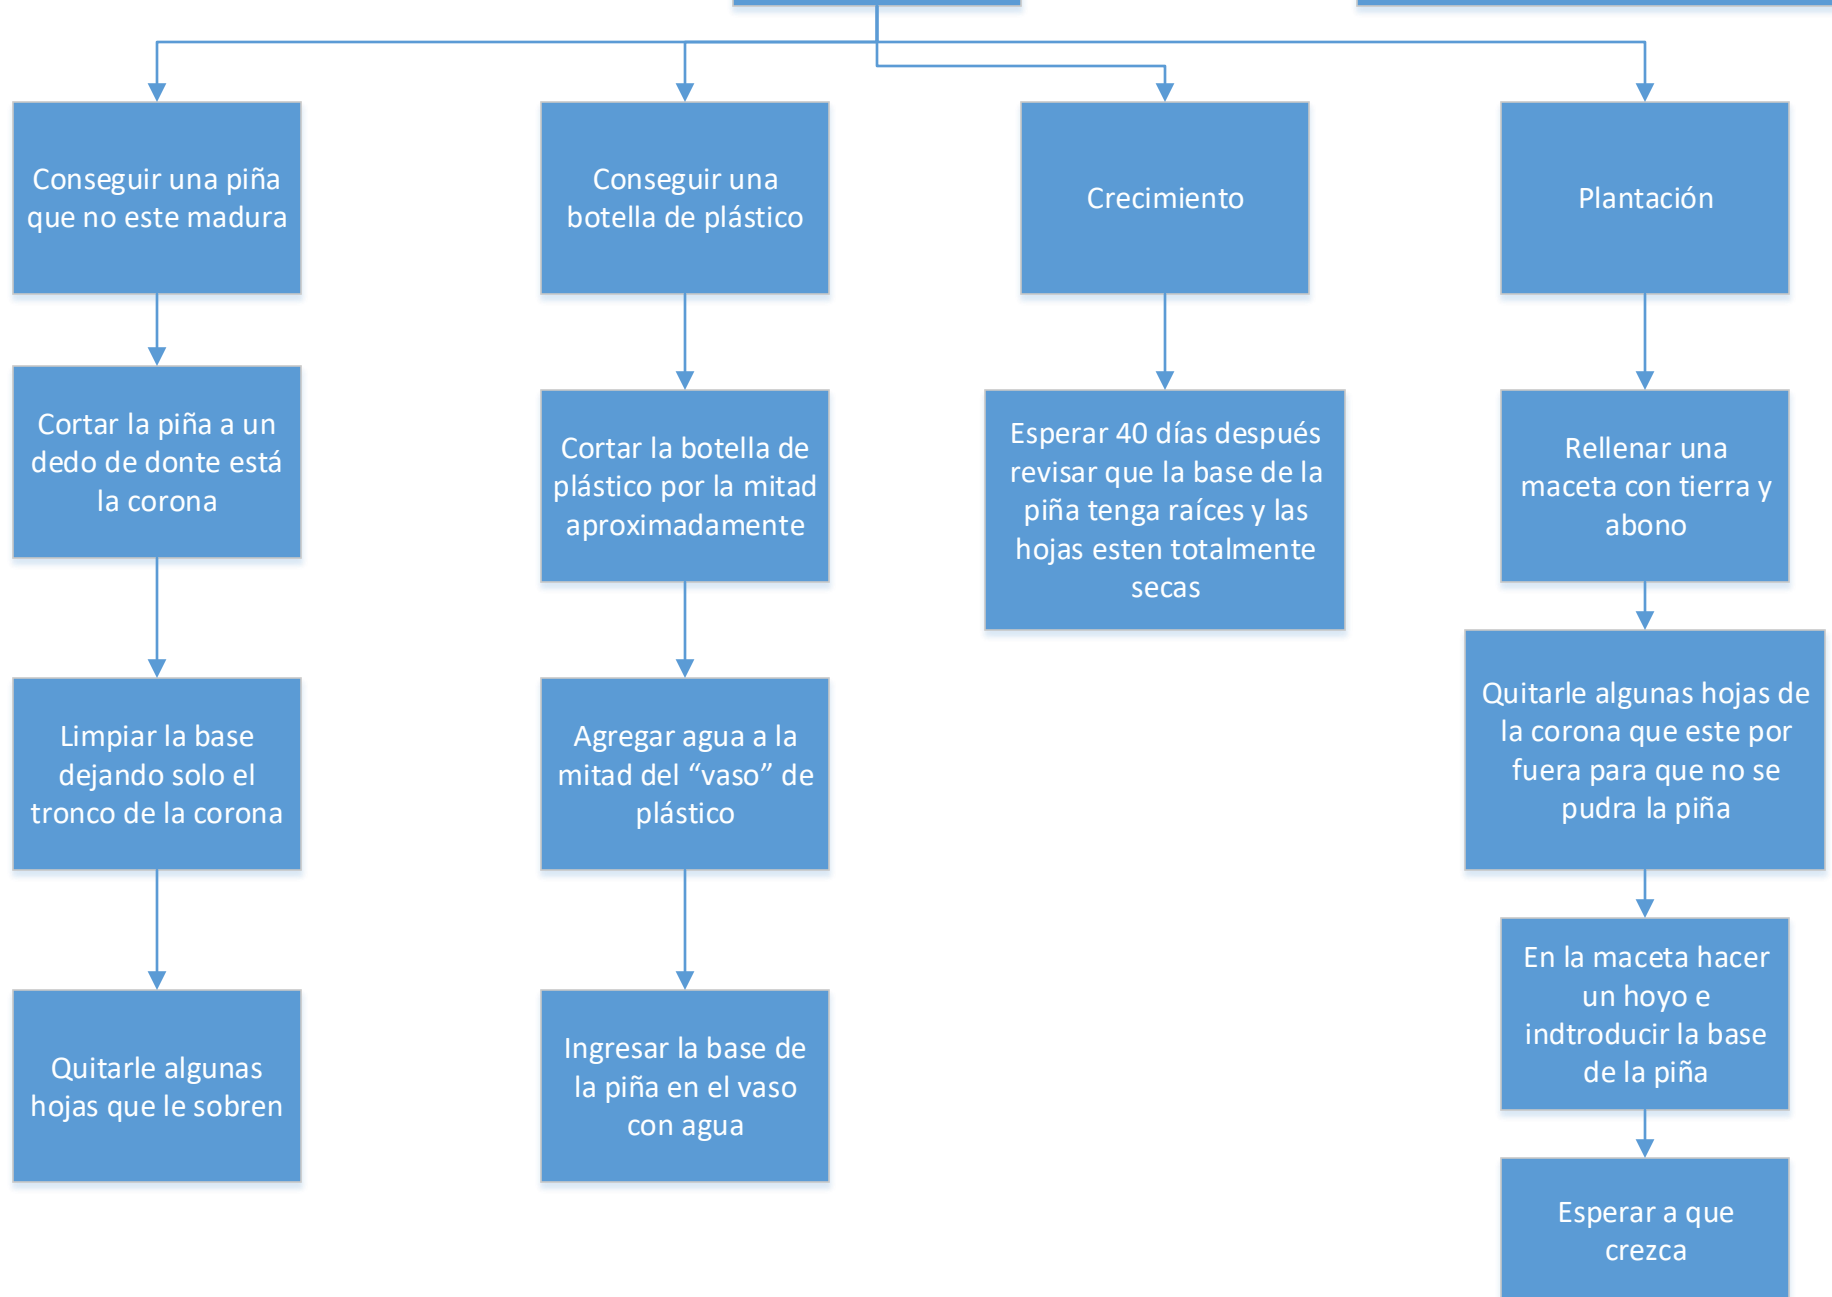 Conseguir una piña
que no este madura
Cortar la piña a un
dedo de donte está
la corona
Limpiar la base
dejando solo el
tronco de la corona
Quitarle algunas
hojas que le sobren
Conseguir una
botella de plástico
Cortar la botella de
plástico por la mitad
aproximadamente
Agregar agua a la
mitad del “vaso” de
plástico
Ingresar la base de
la piña en el vaso
con agua
Crecimiento
Esperar 40 días después
revisar que la base de la
piña tenga raíces y las
hojas esten totalmente
secas
Plantación
Rellenar una
maceta con tierra y
abono
Quitarle algunas hojas de
la corona que este por
fuera para que no se
pudra la piña
En la maceta hacer
un hoyo e
indtroducir la base
de la piña
Esperar a que
crezca